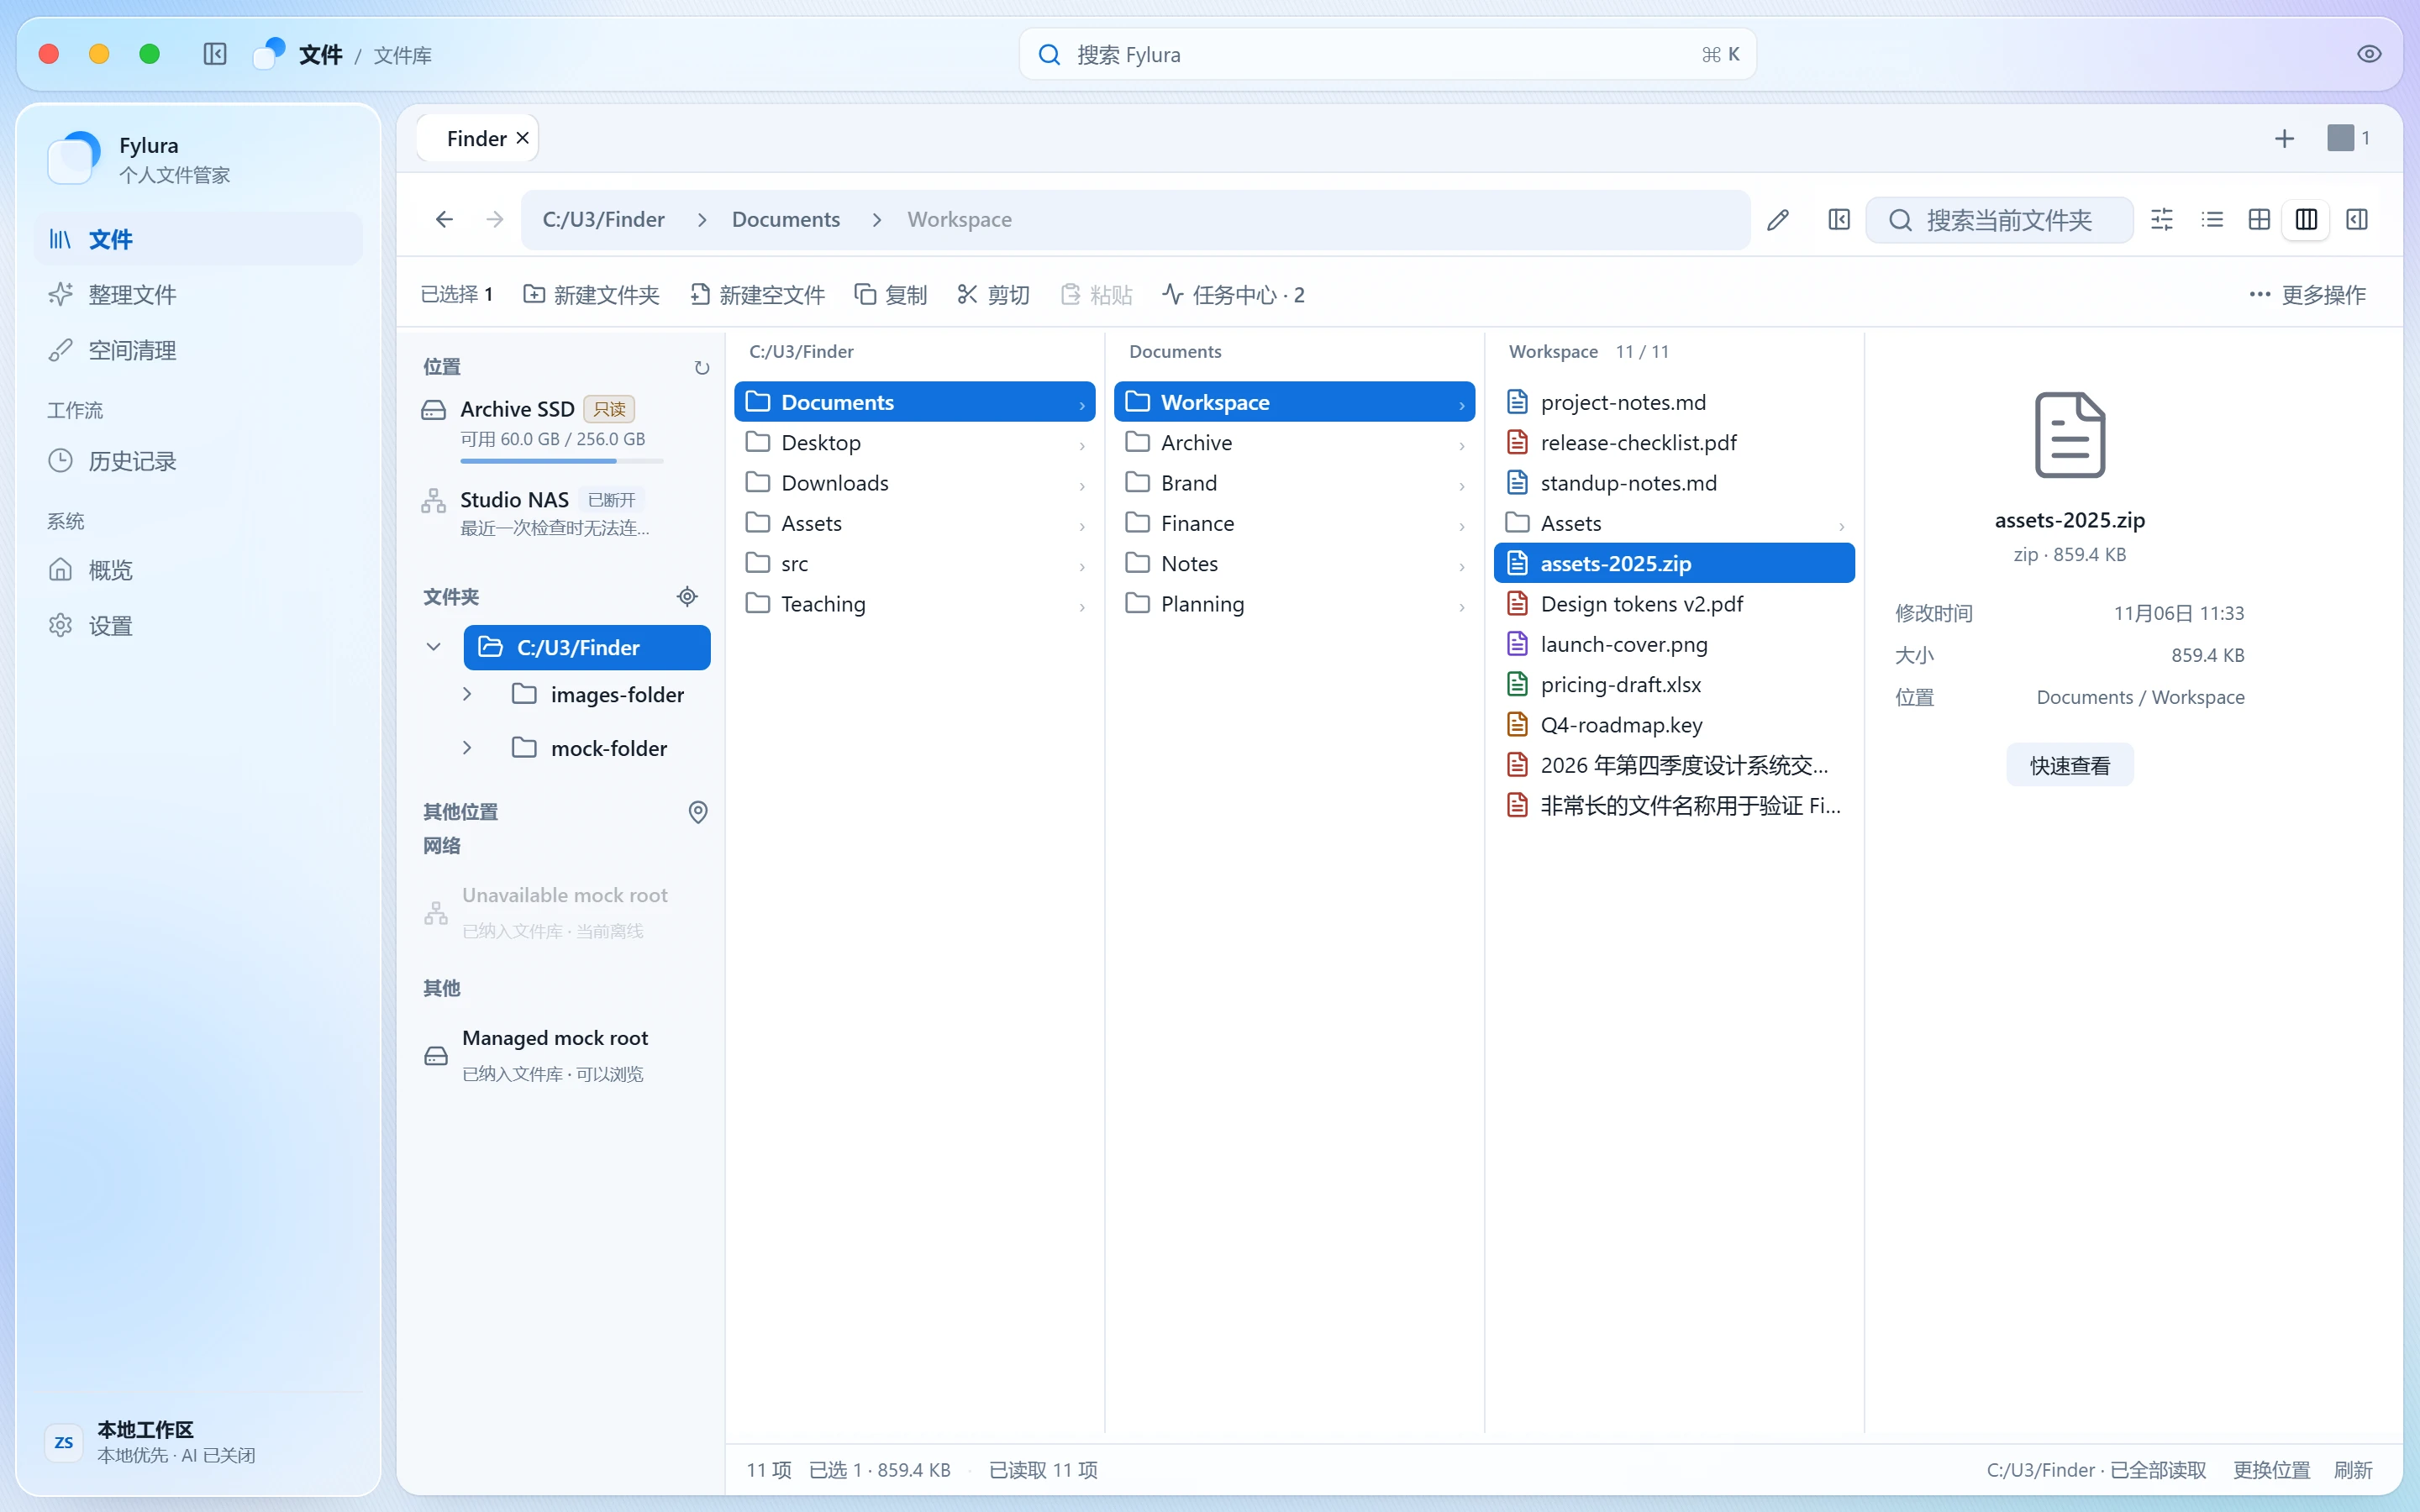 文件 / 文件库
搜索 Fylura
⌘ K
Fylura
个人文件管家
文件
整理文件
空间清理
工作流
历史记录
系统
概览
设置
ZS
本地工作区
本地优先 · AI 已关闭
Finder
1
C:/U3/Finder
Documents
Workspace
搜索当前文件夹
已选择 1
新建文件夹
新建空文件
复制
剪切
粘贴
任务中心 · 2
更多操作
位置
Archive SSD 只读
可用 60.0 GB / 256.0 GB
Studio NAS 已断开
最近一次检查时无法连...
文件夹
C:/U3/Finder
images-folder
mock-folder
其他位置
网络
Unavailable mock root
已纳入文件库 · 当前离线
其他
Managed mock root
已纳入文件库 · 可以浏览
C:/U3/Finder
Documents
Desktop
Downloads
Assets
src
Teaching
Documents
Workspace
Archive
Brand
Finance
Notes
Planning
Workspace 11 / 11
project-notes.md
release-checklist.pdf
standup-notes.md
Assets
assets-2025.zip
Design tokens v2.pdf
launch-cover.png
pricing-draft.xlsx
Q4-roadmap.key
2026 年第四季度设计系统交...
非常长的文件名称用于验证 Fi...
assets-2025.zip
zip · 859.4 KB
修改时间 11月06日 11:33
大小 859.4 KB
位置 Documents / Workspace
快速查看
11 项 已选 1 · 859.4 KB · 已读取 11 项
C:/U3/Finder · 已全部读取 更换位置 刷新